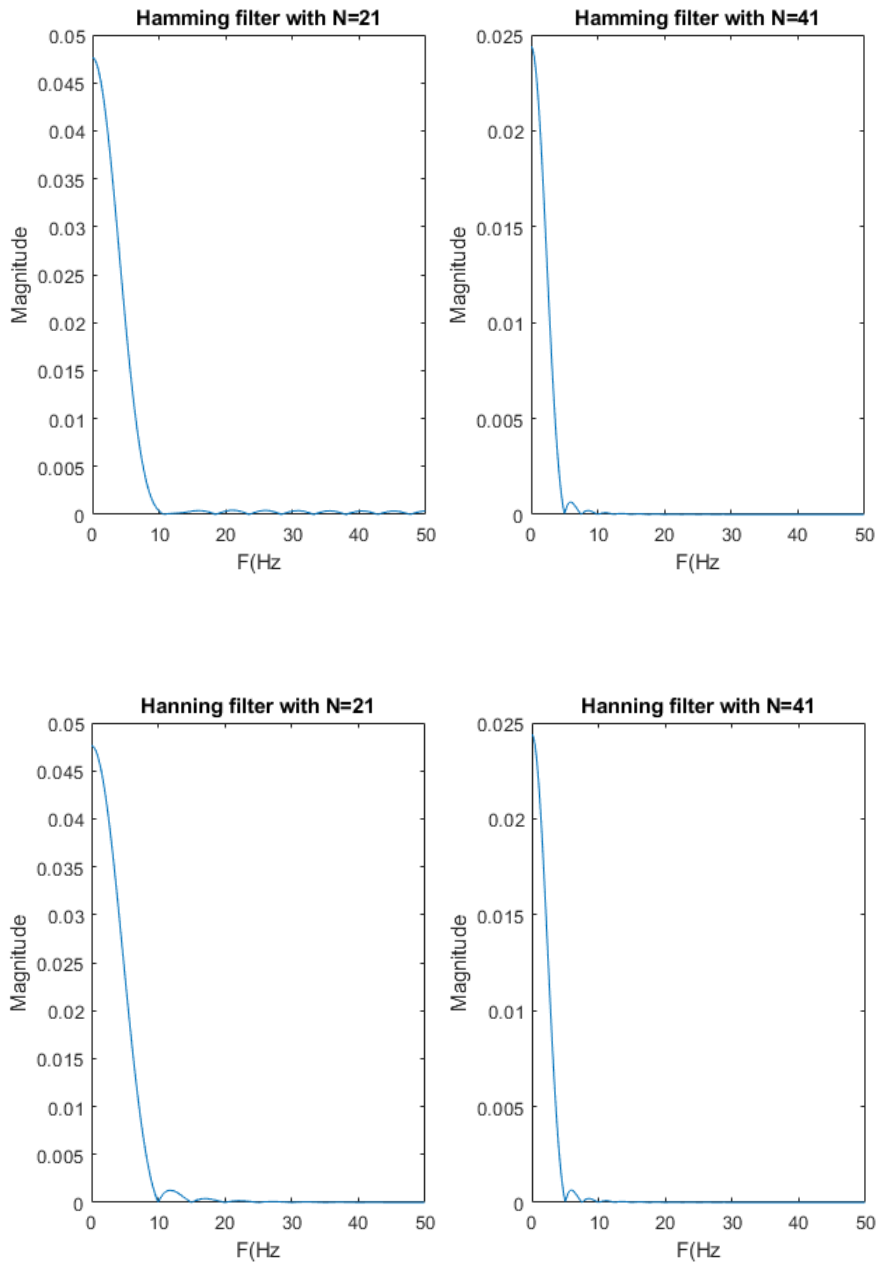 Hamming filter with N=21
0.05
0.045
0.04
0.035
0.03
0.025
0.02
0.015
0.01
0.005
0
Magnitude
0 10 20 30 40 50
F(Hz
Hamming filter with N=41
0.025
0.02
0.015
0.01
0.005
0
Magnitude
0 10 20 30 40 50
F(Hz
Hanning filter with N=21
0.05
0.045
0.04
0.035
0.03
0.025
0.02
0.015
0.01
0.005
0
Magnitude
0 10 20 30 40 50
F(Hz
Hanning filter with N=41
0.025
0.02
0.015
0.01
0.005
0
Magnitude
0 10 20 30 40 50
F(Hz